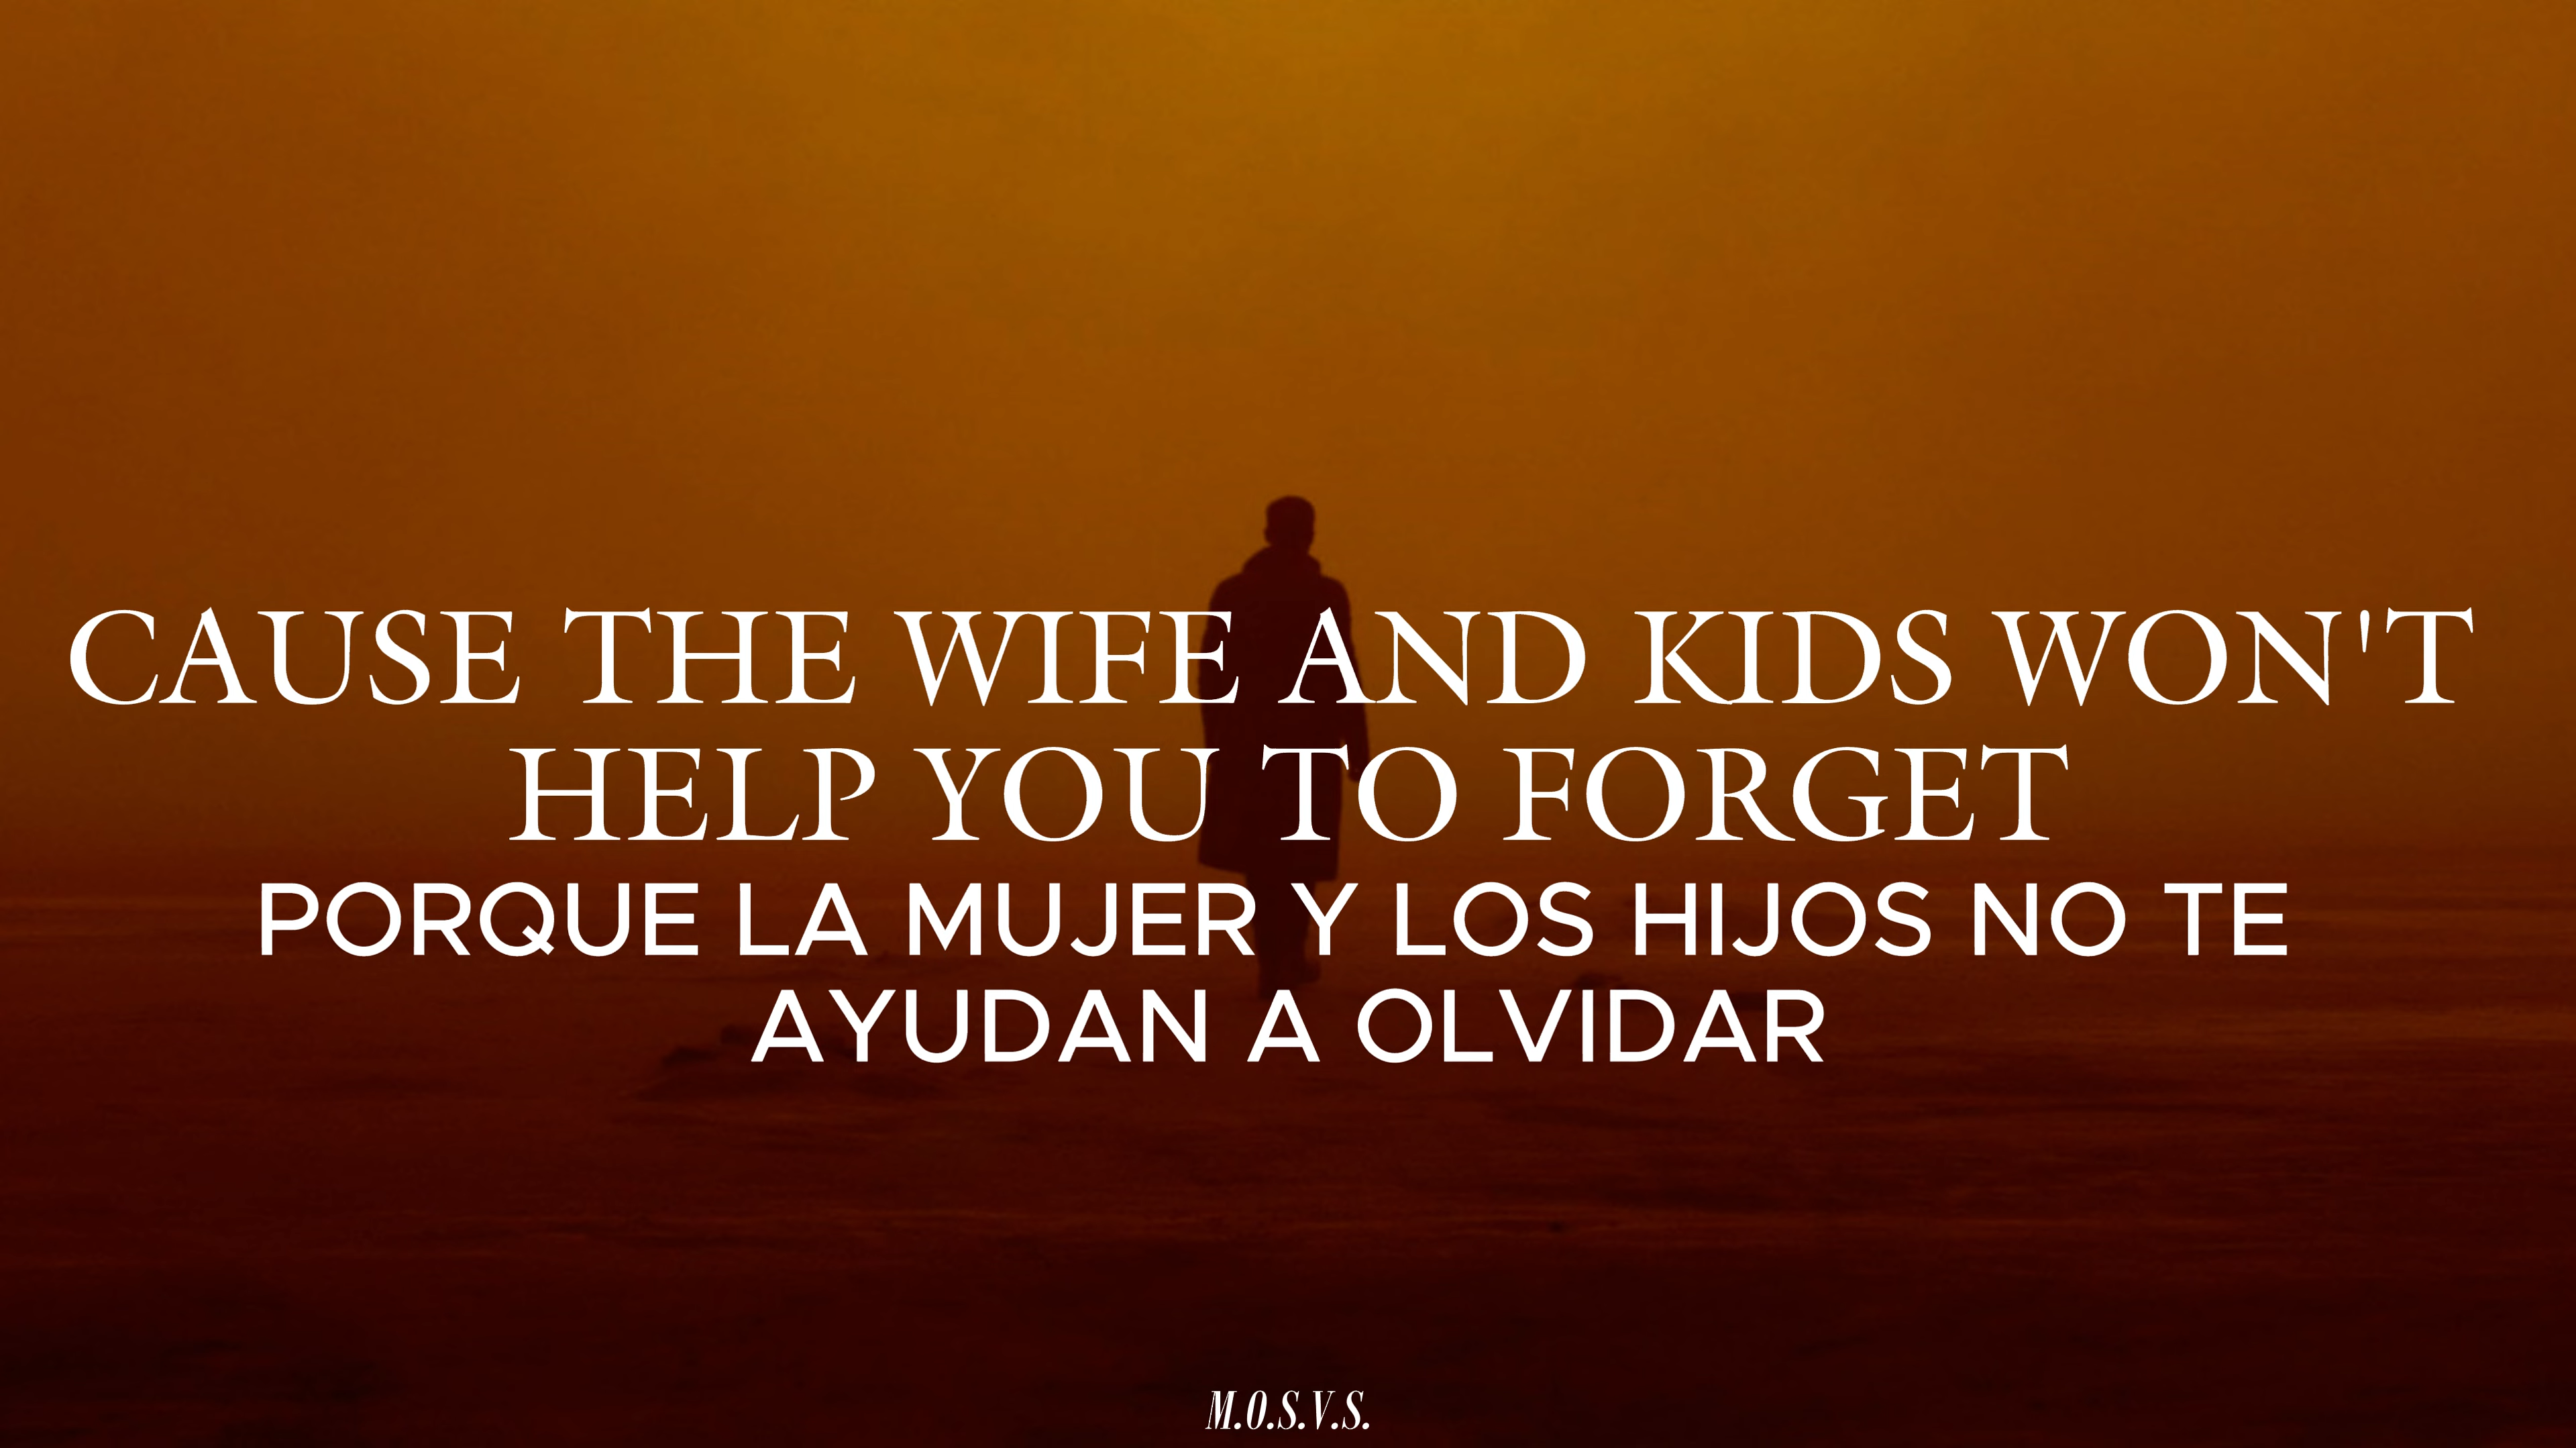 CAUSE THE WIFE AND KIDS WON'T
HELP YOU TO FORGET
PORQUE LA MUJER Y LOS HIJOS NO TE
AYUDAN A OLVIDAR
M.O.S.V.S.